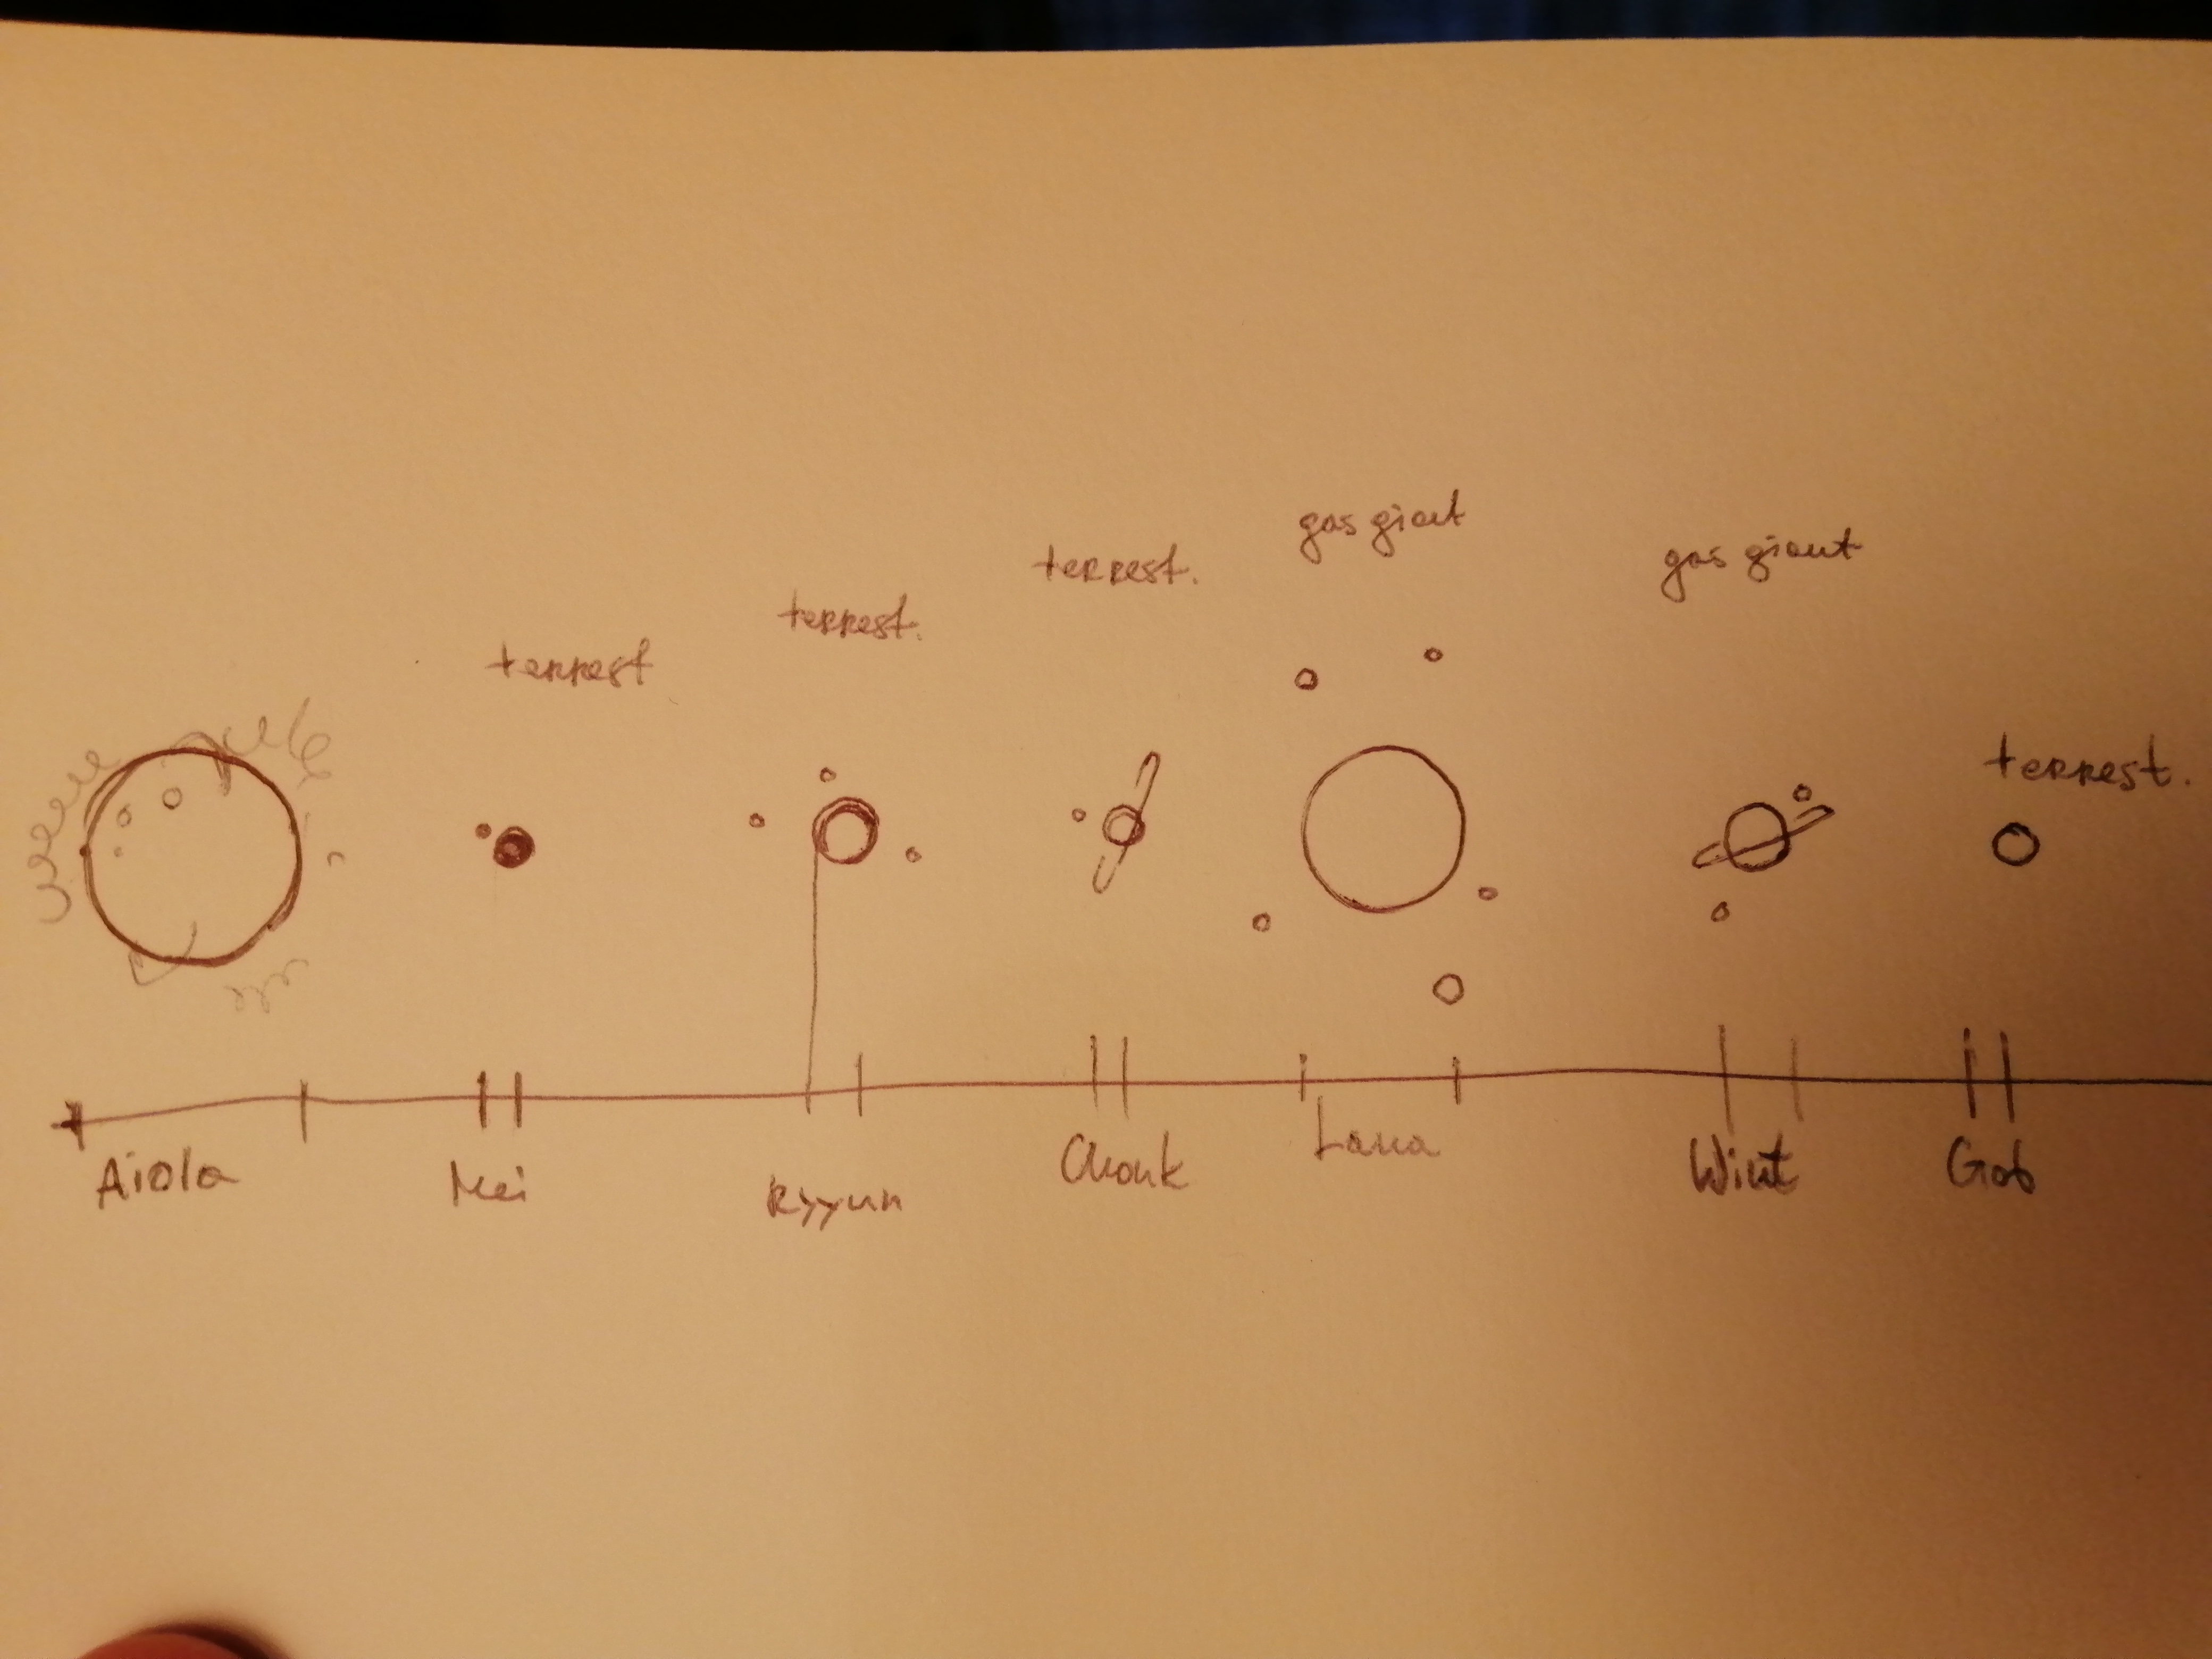 gas giant
gas giant
terrest.
terrest.
terrest
terrest.
Aiola
Mei
Ryyun
Chonk
Lana
Wint
Gob